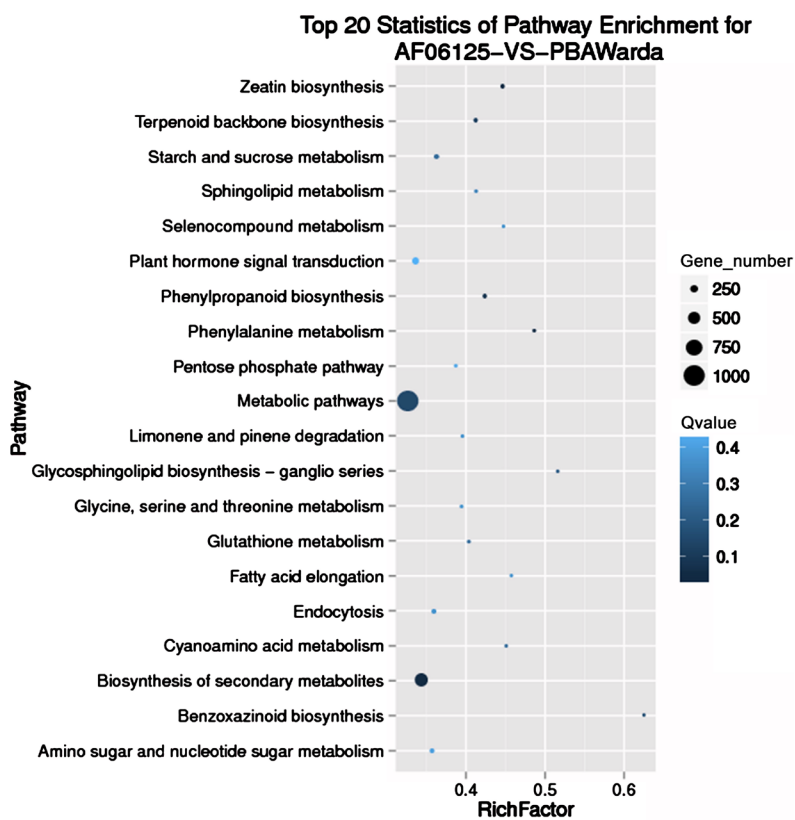 Top 20 Statistics of Pathway Enrichment for
AF06125−VS−PBAWarda
Pathway
Zeatin biosynthesis
Terpenoid backbone biosynthesis
Starch and sucrose metabolism
Sphingolipid metabolism
Selenocompound metabolism
Plant hormone signal transduction
Phenylpropanoid biosynthesis
Phenylalanine metabolism
Pentose phosphate pathway
Metabolic pathways
Limonene and pinene degradation
Glycosphingolipid biosynthesis − ganglio series
Glycine, serine and threonine metabolism
Glutathione metabolism
Fatty acid elongation
Endocytosis
Cyanoamino acid metabolism
Biosynthesis of secondary metabolites
Benzoxazinoid biosynthesis
Amino sugar and nucleotide sugar metabolism
0.4 0.5 0.6
RichFactor
Gene_number
250
500
750
1000
Qvalue
0.4
0.3
0.2
0.1